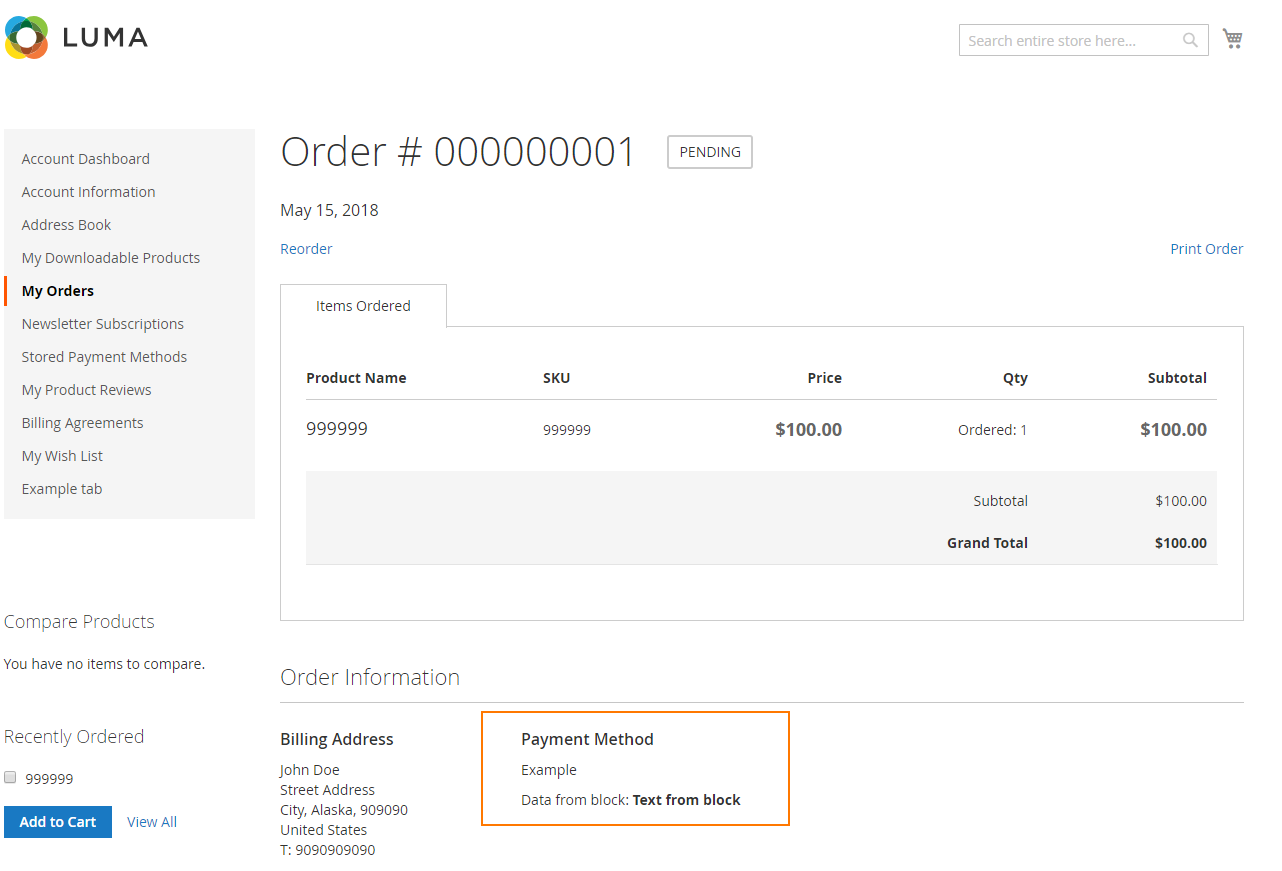 LUMA
Search entire store here...
Account Dashboard
Account Information
Address Book
My Downloadable Products
My Orders
Newsletter Subscriptions
Stored Payment Methods
My Product Reviews
Billing Agreements
My Wish List
Example tab
Compare Products
You have no items to compare.
Recently Ordered
999999
Add to Cart View All
Order # 000000001 PENDING
May 15, 2018
Reorder Print Order
Items Ordered
Product Name SKU Price Qty Subtotal
999999 999999 $100.00 Ordered: 1 $100.00
Subtotal $100.00
Grand Total $100.00
Order Information
Billing Address
John Doe
Street Address
City, Alaska, 909090
United States
T: 9090909090
Payment Method
Example
Data from block: Text from block